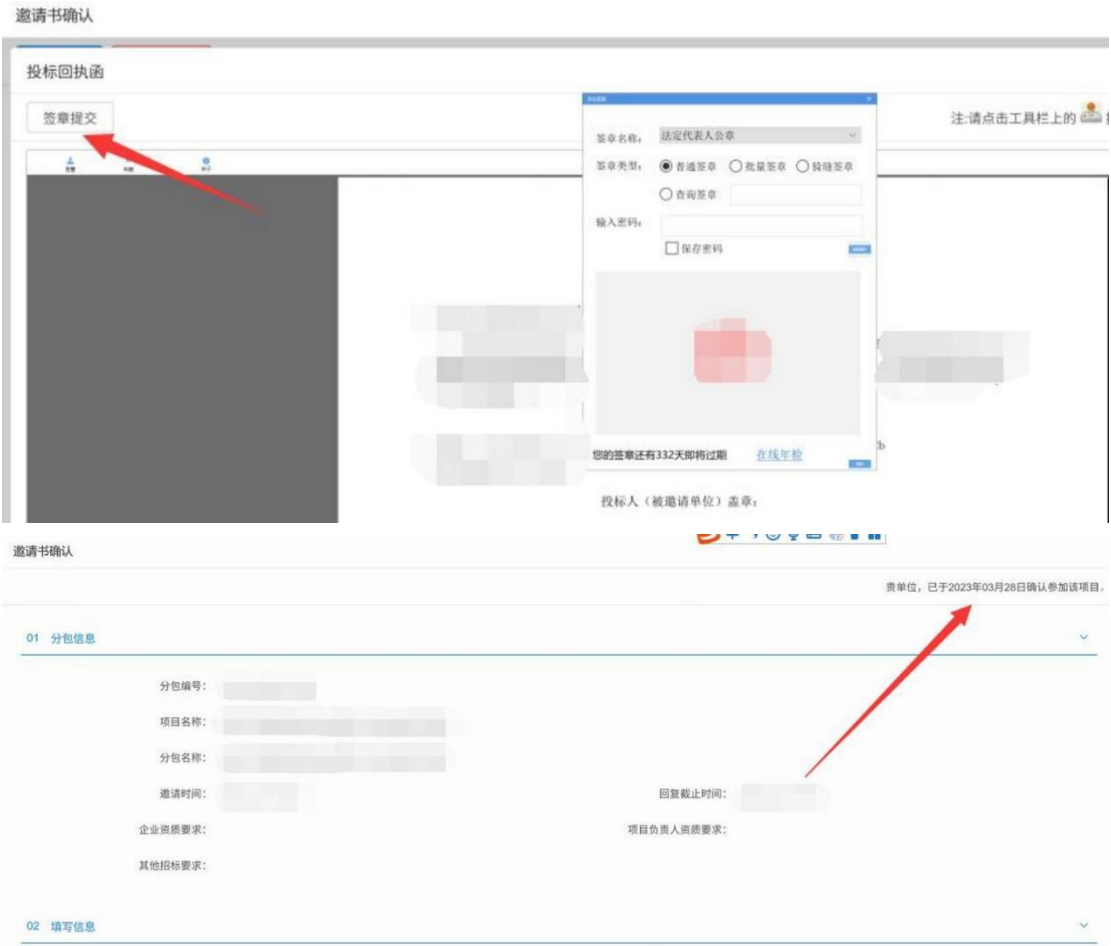 邀请书确认
投标回执函
签章提交
注:请点击工具栏上的
签章名称: 法定代表人公章
签章类型: 普通签章 批量签章 骑缝签章
查询签章
输入密码:
保存密码
您的签章还有332天即将过期 在线年检
投标人（被邀请单位）盖章:
邀请书确认
贵单位，已于2023年03月28日确认参加该项目。
01 分包信息
分包编号:
项目名称:
分包名称:
邀请时间: 回复截止时间:
企业资质要求: 项目负责人资质要求:
其他招标要求:
02 填写信息